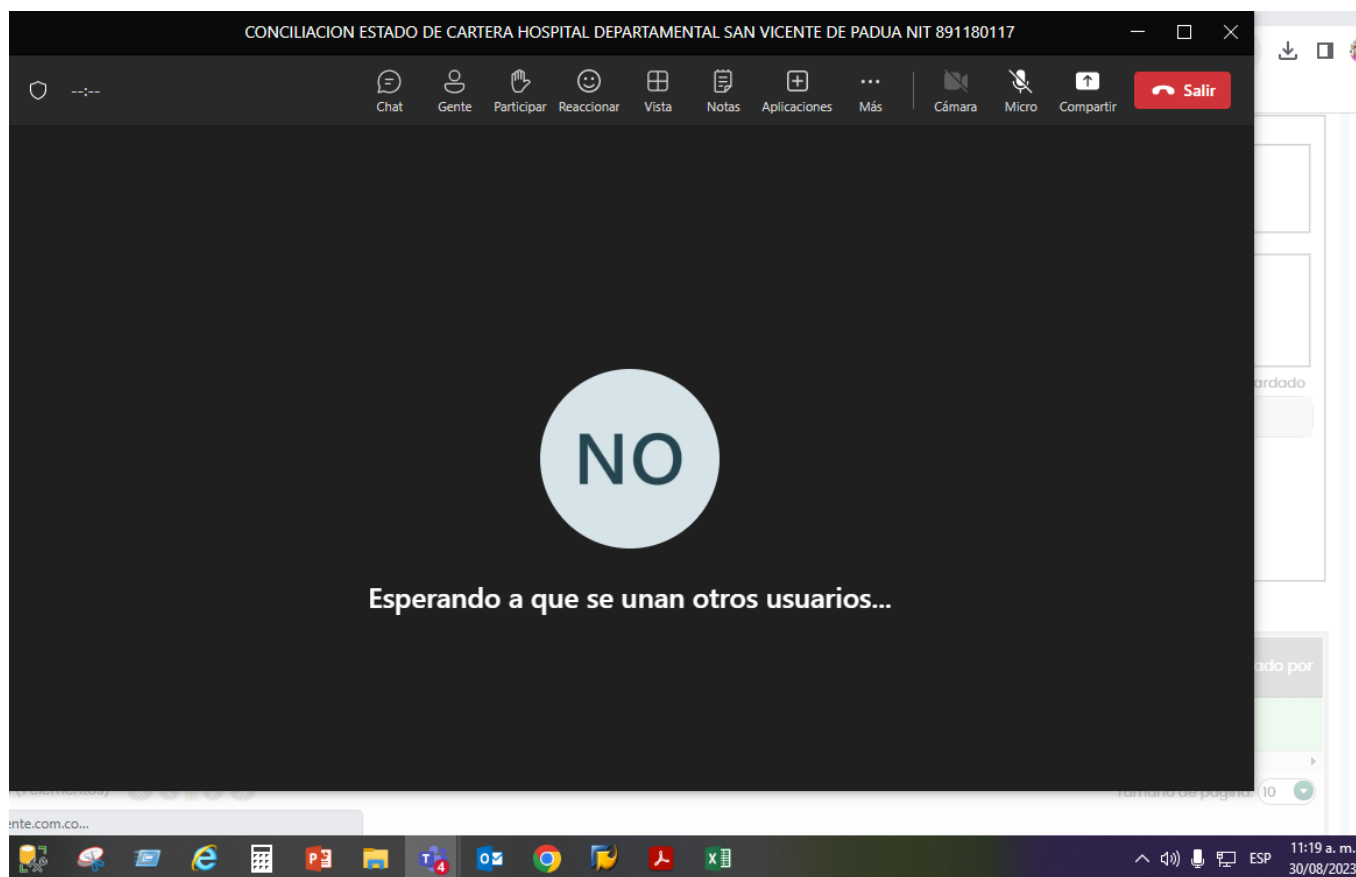 CONCILIACION ESTADO DE CARTERA HOSPITAL DEPARTAMENTAL SAN VICENTE DE PADUA NIT 891180117
--:--
Chat Gente Participar Reaccionar Vista Notas Aplicaciones Más Cámara Micro Compartir Salir
ardado
NO
Esperando a que se unan otros usuarios...
ado por
Tamaño de página: 10
ente.com.co...
4
ESP
11:19 a. m.
30/08/2023